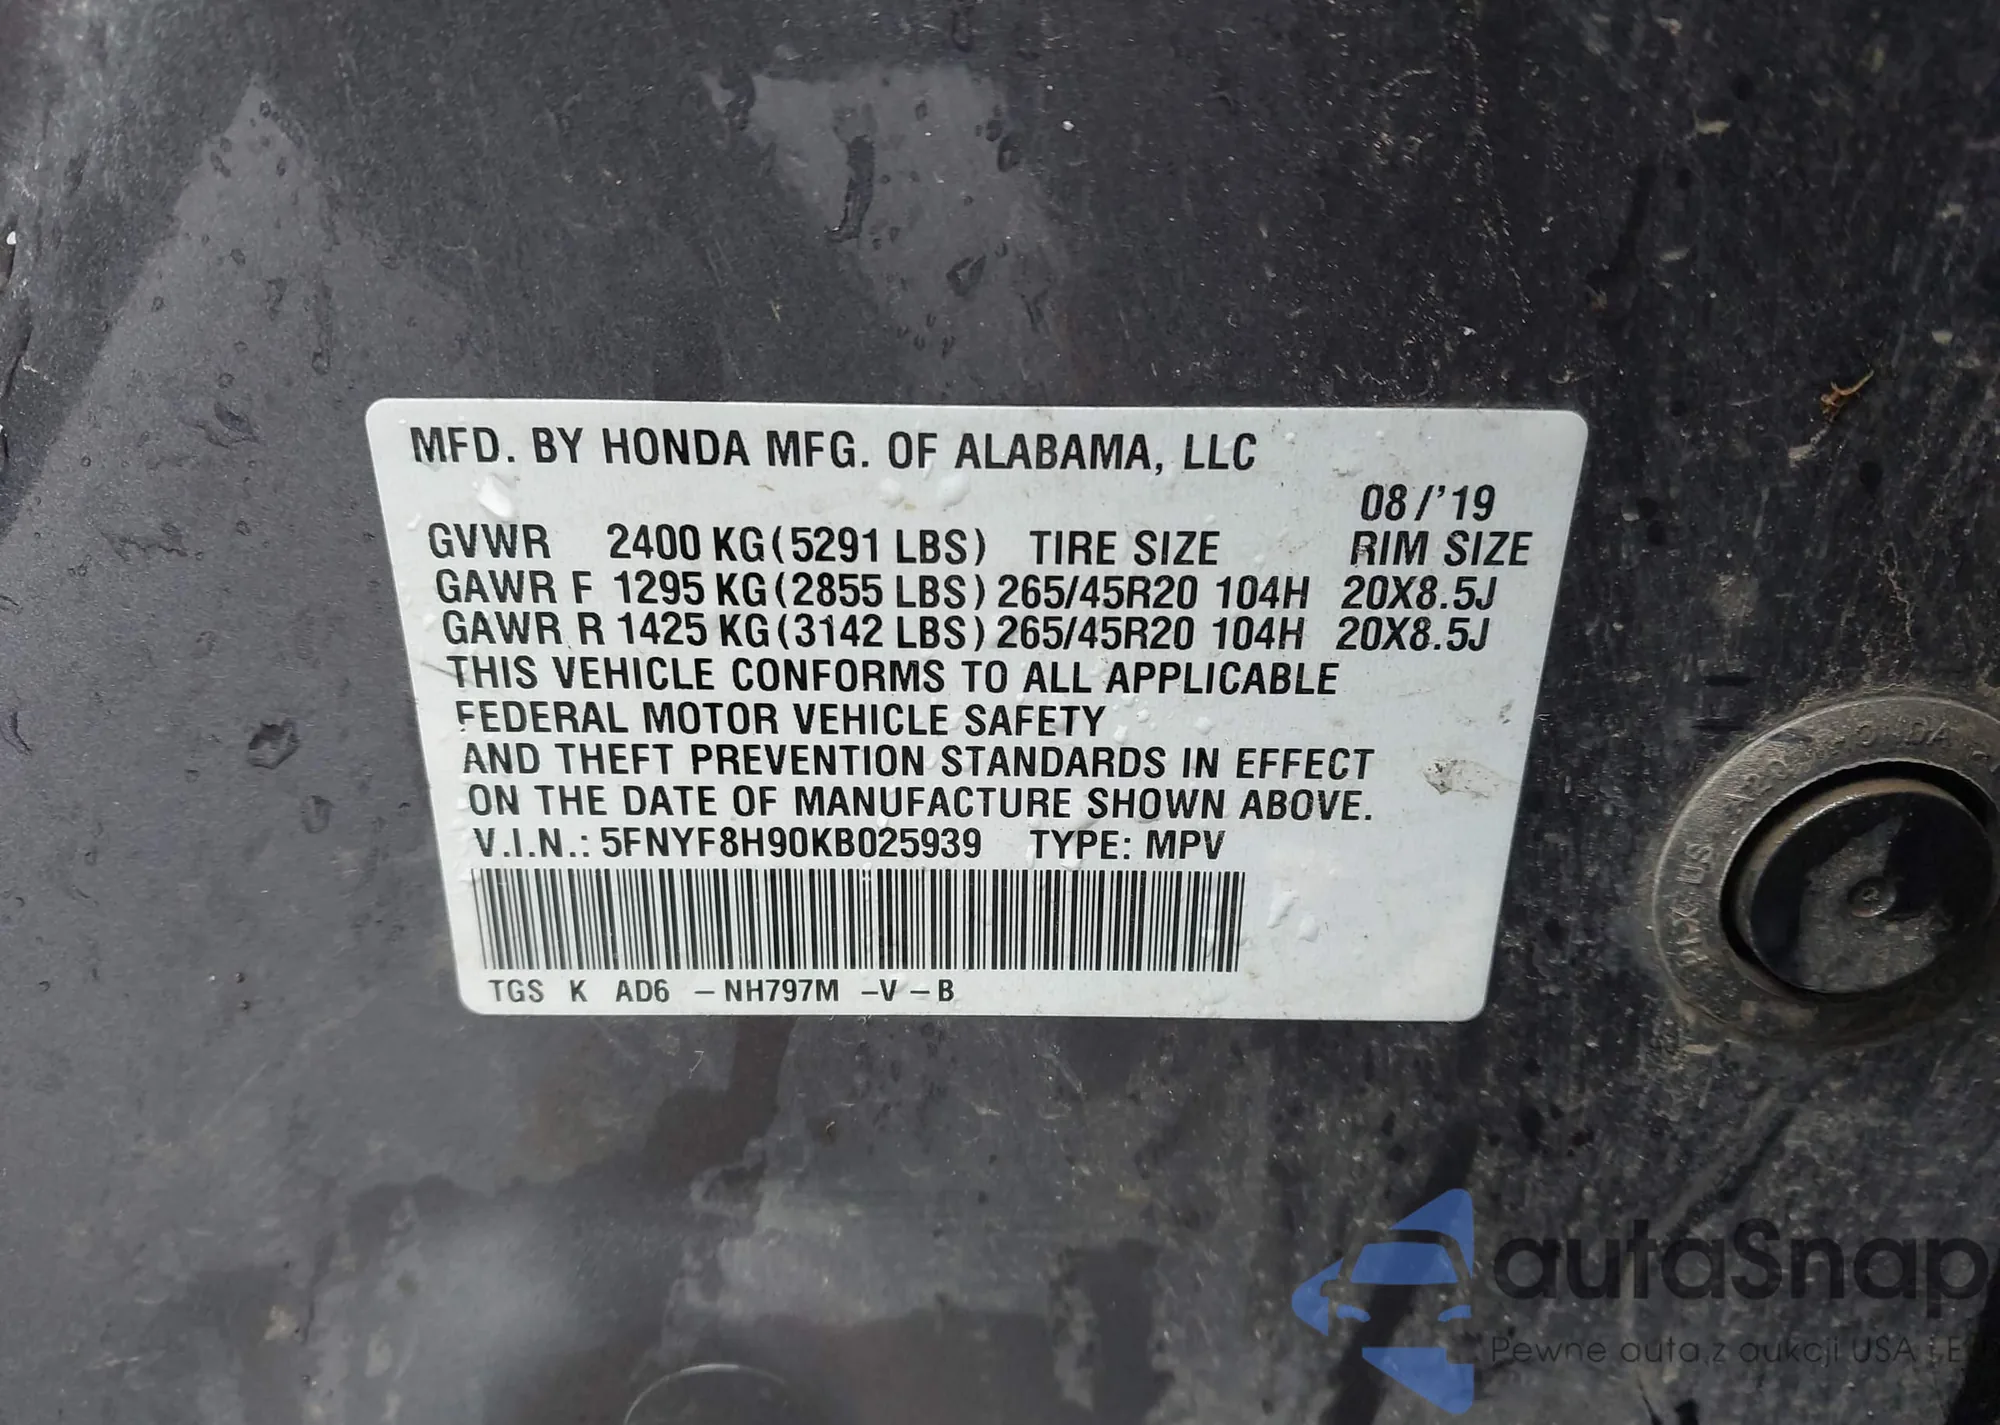 MFD. BY HONDA MFG. OF ALABAMA, LLC
08/'19
GVWR 2400 KG(5291 LBS) TIRE SIZE RIM SIZE
GAWR F 1295 KG(2855 LBS) 265/45R20 104H 20X8.5J
GAWR R 1425 KG(3142 LBS) 265/45R20 104H 20X8.5J
THIS VEHICLE CONFORMS TO ALL APPLICABLE
FEDERAL MOTOR VEHICLE SAFETY
AND THEFT PREVENTION STANDARDS IN EFFECT
ON THE DATE OF MANUFACTURE SHOWN ABOVE.
V.I.N.: 5FNYF8H90KB025939 TYPE: MPV
TGS K AD6 -NH797M -V-B
HONDA
autaSnap
Pewne auta z aukcji USA i